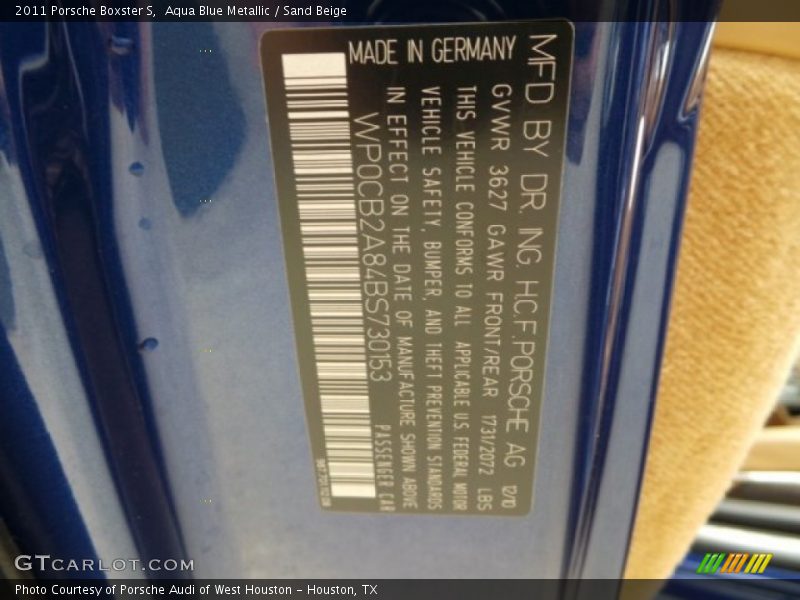 2011 Porsche Boxster S,  Aqua Blue Metallic / Sand Beige
MFD BY DR. ING. H.C.F. PORSCHE AG 12/10
GVWR 3627 GAWR FRONT/REAR 1731/2072 LBS
THIS VEHICLE CONFORMS TO ALL APPLICABLE U.S. FEDERAL MOTOR
VEHICLE SAFETY, BUMPER, AND THEFT PREVENTION STANDARDS
IN EFFECT ON THE DATE OF MANUFACTURE SHOWN ABOVE
WP0CB2A84BS730153 PASSENGER CAR
MADE IN GERMANY
GTCARLOT.COM
Photo Courtesy of Porsche Audi of West Houston - Houston, TX